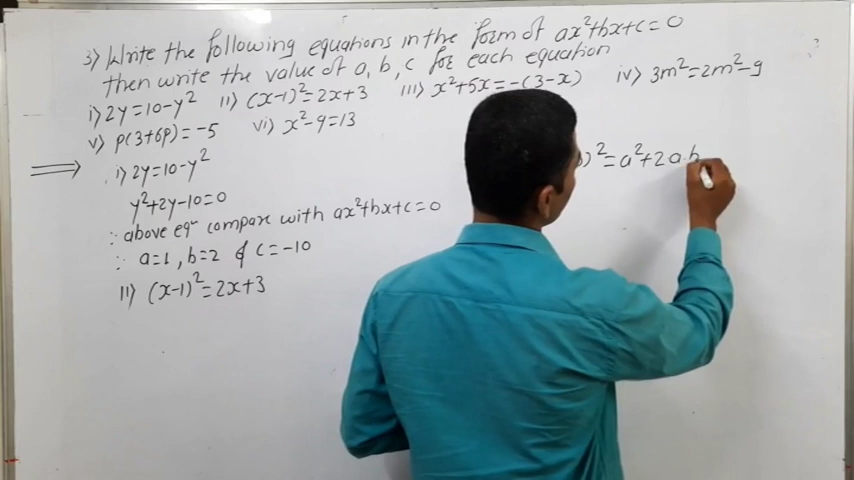 3) Write the following equations in the form of ax²+bx+c=0
then write the value of a, b, c for each equation
i) 2y=10-y² ii) (x-1)²=2x+3 iii) x²+5x=-(3-x) iv) 3m²=2m²-9
v) p(3+6p)=-5 vi) x²-9=13
⟹ i) 2y=10-y²
y²+2y-10=0
∴ above eqⁿ compare with ax²+bx+c=0
∴ a=1, b=2 & c=-10
ii) (x-1)²=2x+3
)²=a²+2a.b